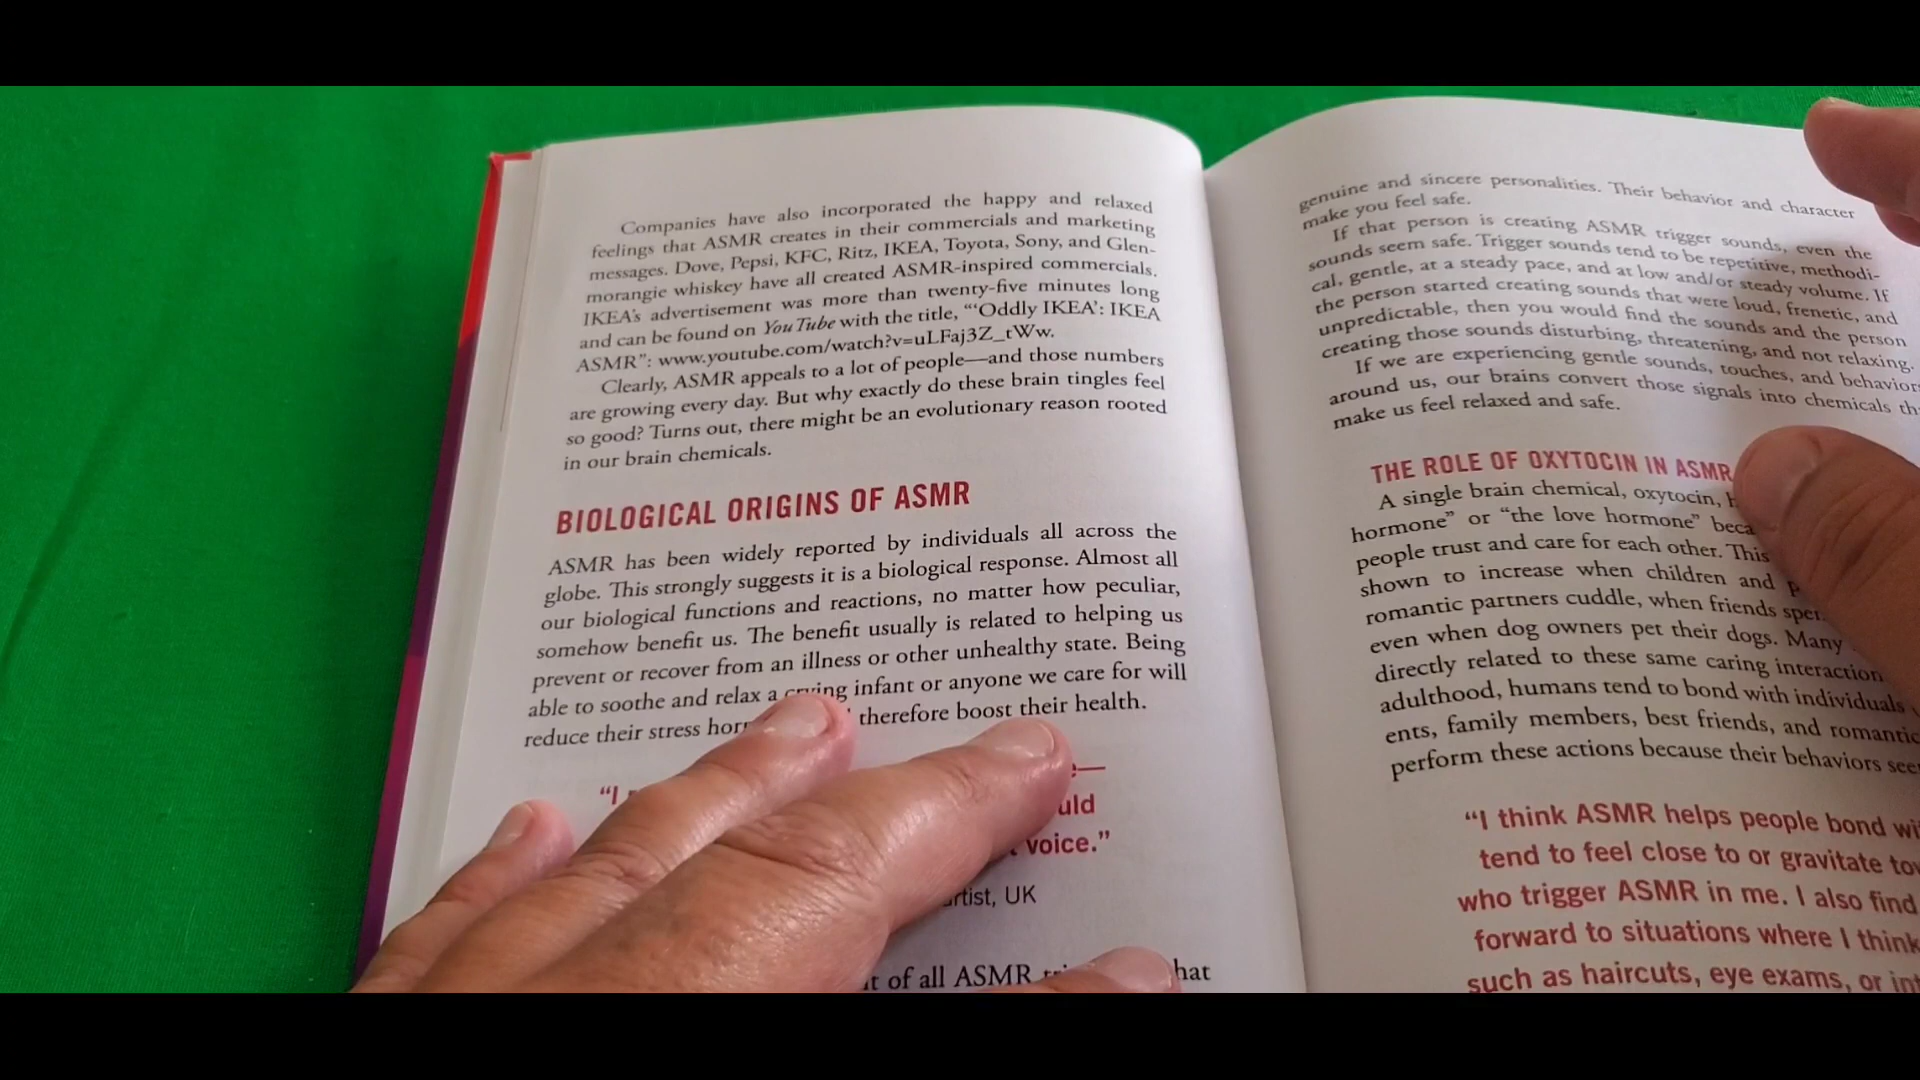 Companies have also incorporated the happy and relaxed
feelings that ASMR creates in their commercials and marketing
messages. Dove, Pepsi, KFC, Ritz, IKEA, Toyota, Sony, and Glen-
morangie whiskey have all created ASMR-inspired commercials.
IKEA's advertisement was more than twenty-five minutes long
and can be found on YouTube with the title, “‘Oddly IKEA’: IKEA
ASMR”: www.youtube.com/watch?v=uLFaj3Z_tWw.
Clearly, ASMR appeals to a lot of people—and those numbers
are growing every day. But why exactly do these brain tingles feel
so good? Turns out, there might be an evolutionary reason rooted
in our brain chemicals.
BIOLOGICAL ORIGINS OF ASMR
ASMR has been widely reported by individuals all across the
globe. This strongly suggests it is a biological response. Almost all
our biological functions and reactions, no matter how peculiar,
somehow benefit us. The benefit usually is related to helping us
prevent or recover from an illness or other unhealthy state. Being
able to soothe and relax a crying infant or anyone we care for will
reduce their stress therefore boost their health.
“I
voice.”
UK
of all ASMR
genuine and sincere personalities. Their behavior and character
make you feel safe.
If that person is creating ASMR trigger sounds, even the
sounds seem safe. Trigger sounds tend to be repetitive, methodi-
cal, gentle, at a steady pace, and at low and/or steady volume. If
the person started creating sounds that were loud, frenetic, and
unpredictable, then you would find the sounds and the person
creating those sounds disturbing, threatening, and not relaxing.
If we are experiencing gentle sounds, touches, and behaviors
around us, our brains convert those signals into chemicals
make us feel relaxed and safe.
THE ROLE OF OXYTOCIN IN ASMR
A single brain chemical, oxytocin,
hormone” or “the love hormone”
people trust and care for each other. This
shown to increase when children and
romantic partners cuddle, when friends
even when dog owners pet their dogs. Many
directly related to these same caring
adulthood, humans tend to bond with individuals
ents, family members, best friends, and romantic
perform these actions because their behaviors
“I think ASMR helps people bond
tend to feel close to or gravitate
who trigger ASMR in me. I also find
forward to situations where I think
such as haircuts, eye exams, or